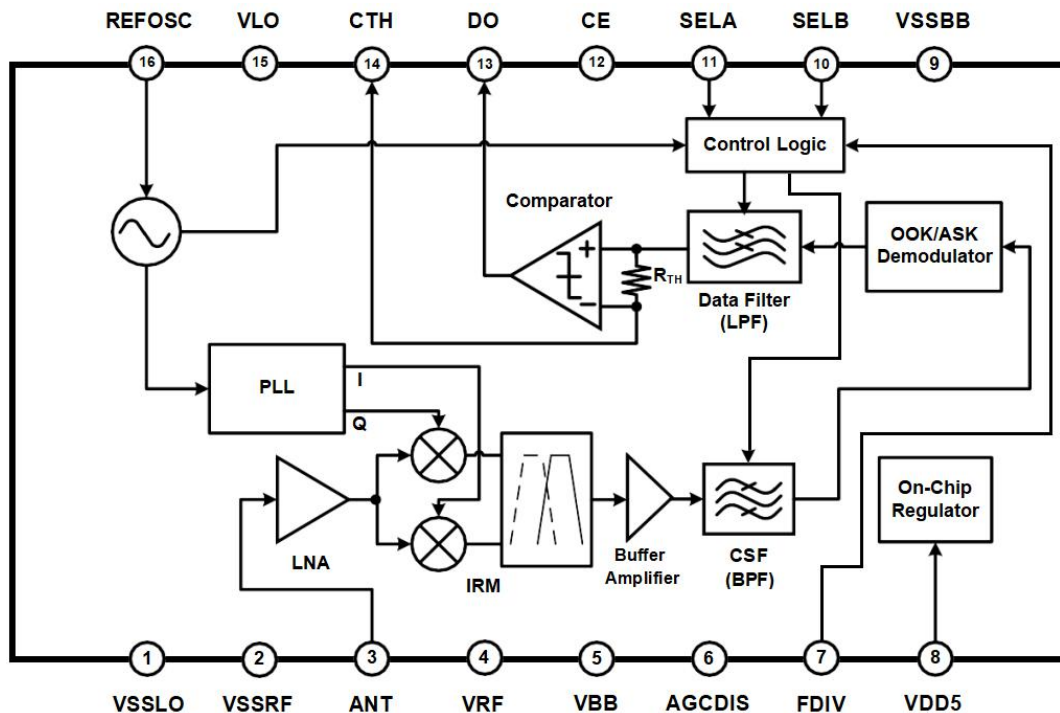 REFOSC VLO CTH DO CE SELA SELB VSSBB
16 15 14 13 12 11 10 9
Control Logic
Comparator
OOK/ASK
Demodulator
+
RTH
−
Data Filter
(LPF)
PLL
I
Q
On-Chip
Regulator
LNA
IRM
Buffer
Amplifier
CSF
(BPF)
1 2 3 4 5 6 7 8
VSSLO VSSRF ANT VRF VBB AGCDIS FDIV VDD5